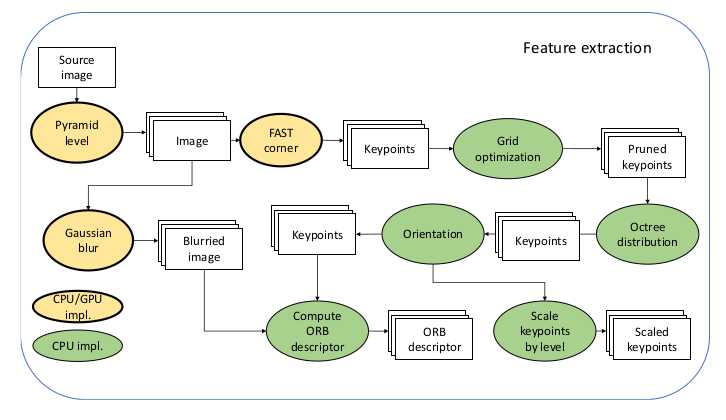 Feature extraction
Source
image
Pyramid
level
Image
FAST
corner
Keypoints
Grid
optimization
Pruned
keypoints
Gaussian
blur
Blurried
image
Keypoints
Orientation
Keypoints
Octree
distribution
CPU/GPU
impl.
CPU impl.
Compute
ORB
descriptor
ORB
descriptor
Scale
keypoints
by level
Scaled
keypoints